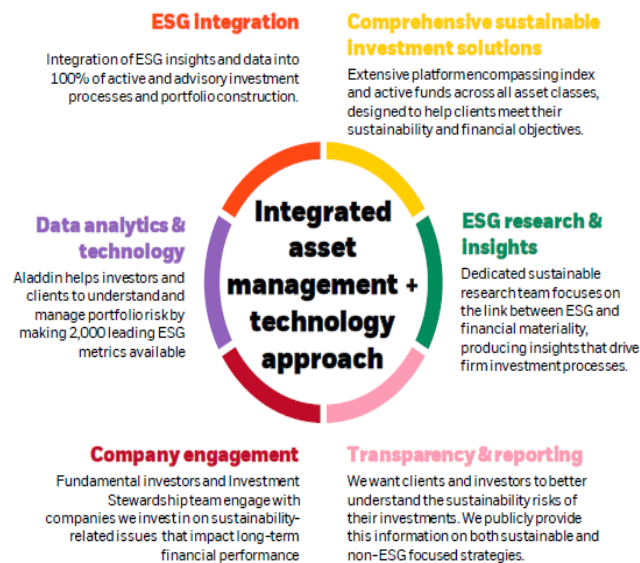 ESG integration
Integration of ESG insights and data into
100% of active and advisory investment
processes and portfolio construction.
Comprehensive sustainable
investment solutions
Extensive platform encompassing index
and active funds across all asset classes,
designed to help clients meet their
sustainability and financial objectives.
Data analytics &
technology
Aladdin helps investors and
clients to understand and
manage portfolio risk by
making 2,000 leading ESG
metrics available
Integrated
asset
management +
technology
approach
ESG research &
insights
Dedicated sustainable
research team focuses on
the link between ESG and
financial materiality,
producing insights that drive
firm investment processes.
Company engagement
Fundamental investors and Investment
Stewardship team engage with
companies we invest in on sustainability-
related issues that impact long-term
financial performance
Transparency & reporting
We want clients and investors to better
understand the sustainability risks of
their investments. We publicly provide
this information on both sustainable and
non-ESG focused strategies.